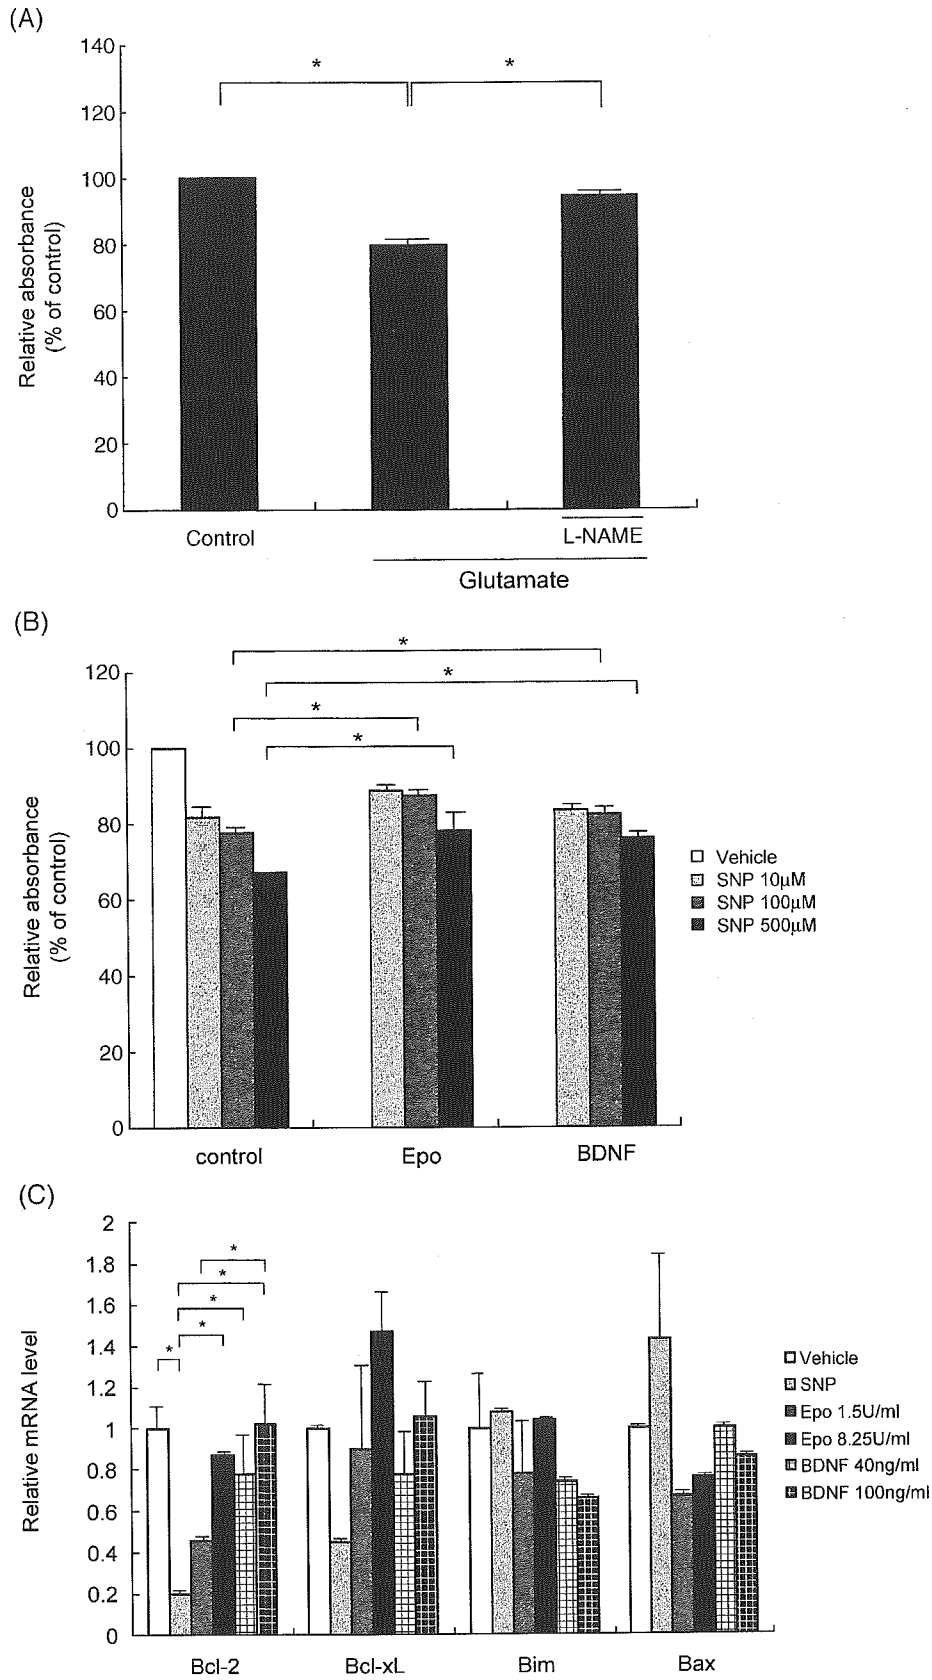 (A)
140
120
100
80
60
40
20
0
Relative absorbance
(% of control)
* *
Control
L-NAME
Glutamate
(B)
120
100
80
60
40
20
0
Relative absorbance
(% of control)
*
*
*
*
control Epo BDNF
Vehicle
SNP 10μM
SNP 100μM
SNP 500μM
(C)
2
1.8
1.6
1.4
1.2
1
0.8
0.6
0.4
0.2
0
Relative mRNA level
*
*
*
*
*
Bcl-2 Bcl-xL Bim Bax
Vehicle
SNP
Epo 1.5U/ml
Epo 8.25U/ml
BDNF 40ng/ml
BDNF 100ng/ml